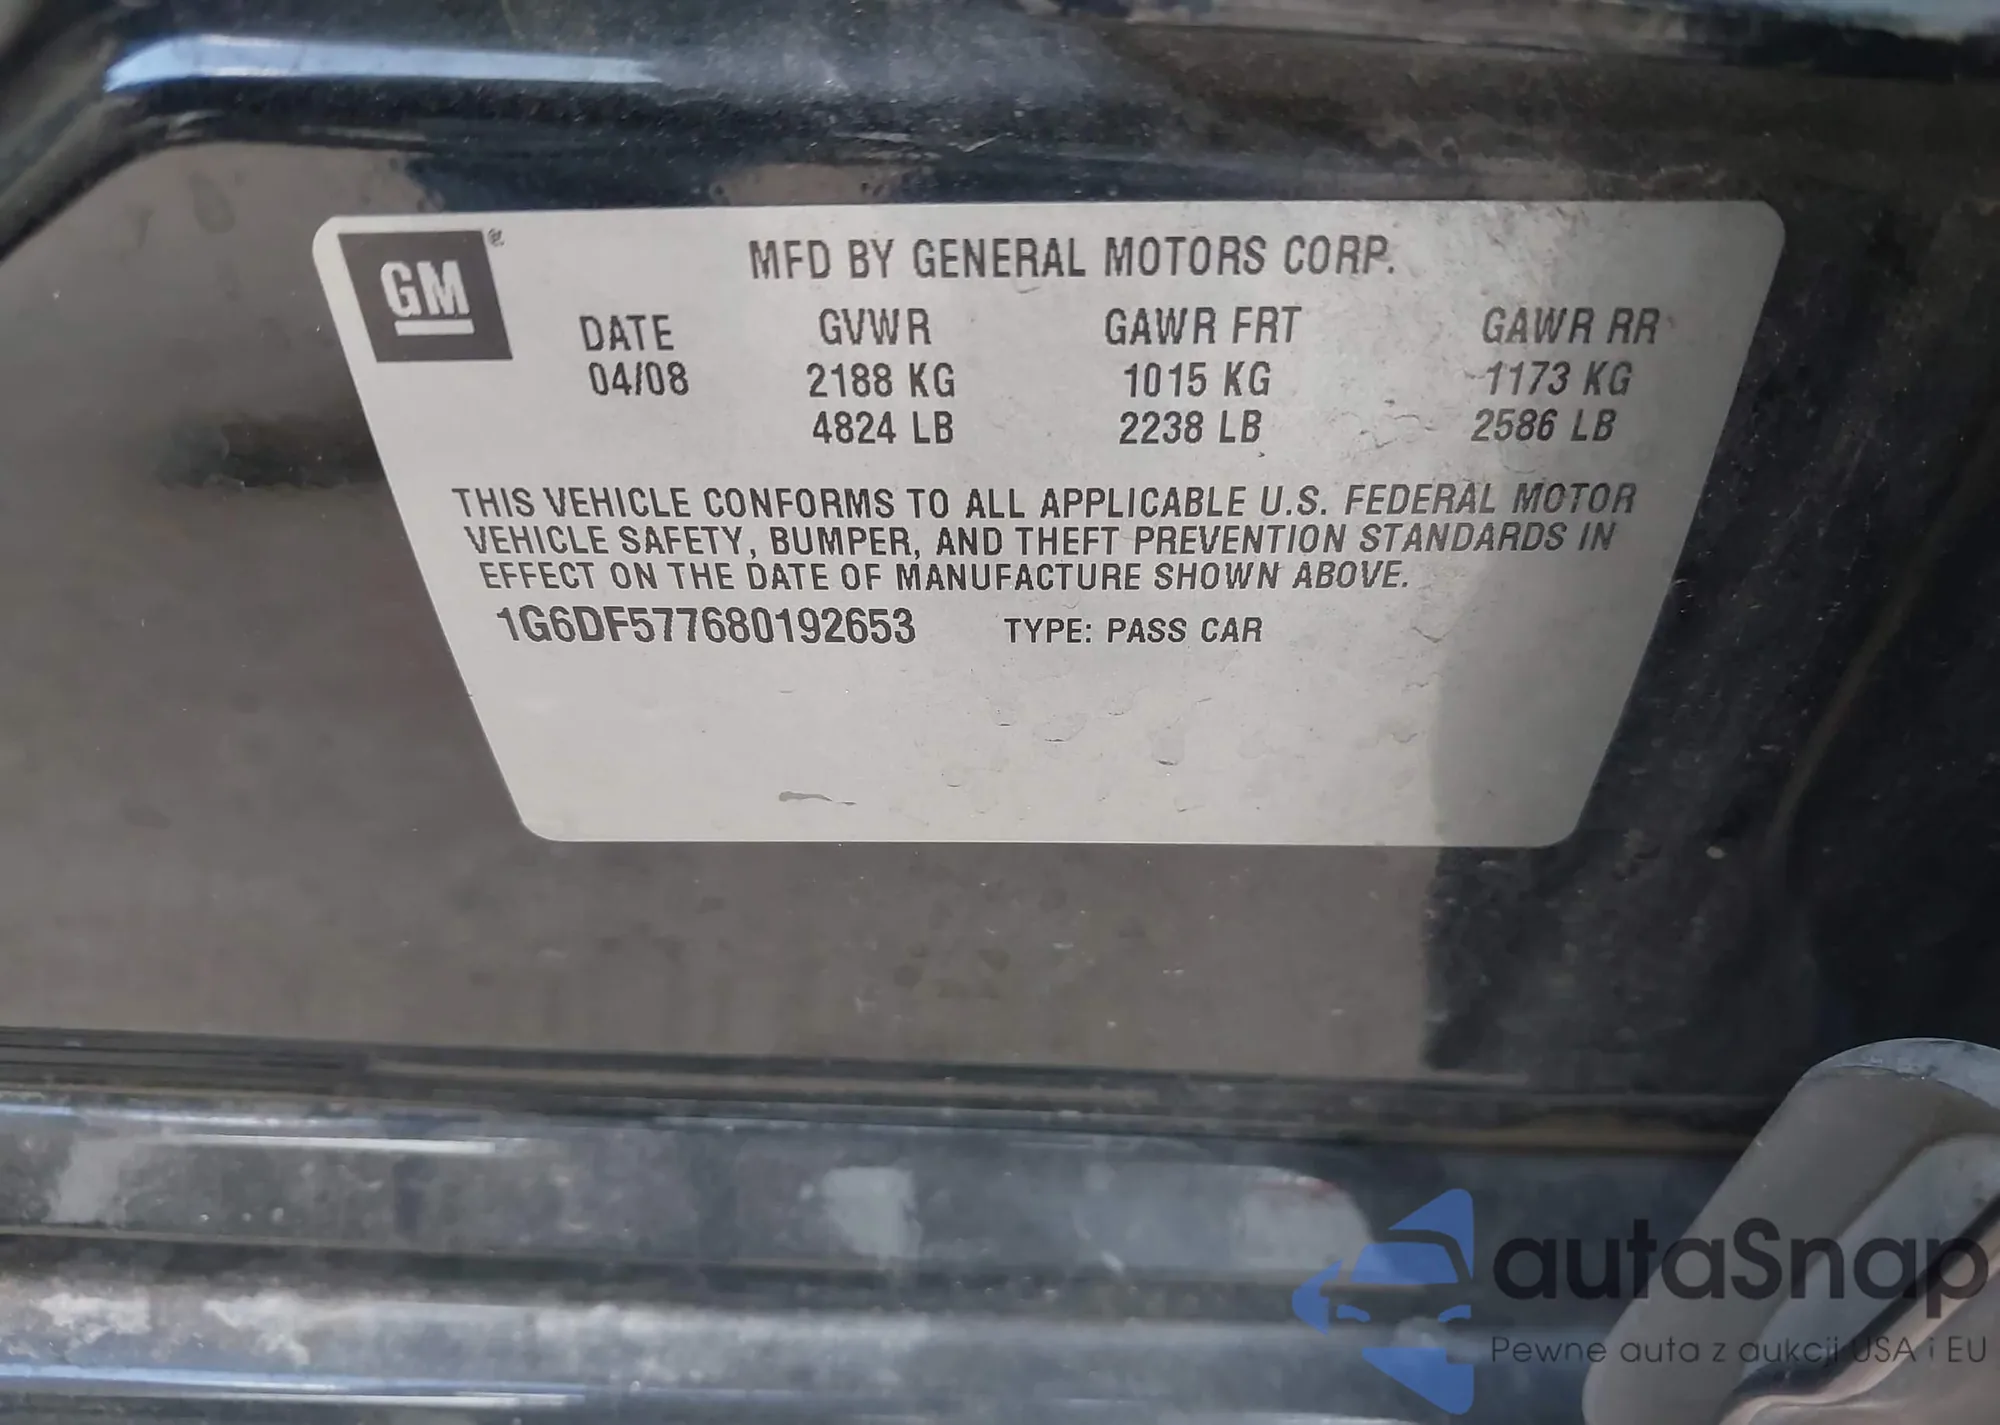 GM
MFD BY GENERAL MOTORS CORP.
DATE GVWR GAWR FRT GAWR RR
04/08 2188 KG 1015 KG 1173 KG
4824 LB 2238 LB 2586 LB
THIS VEHICLE CONFORMS TO ALL APPLICABLE U.S. FEDERAL MOTOR
VEHICLE SAFETY, BUMPER, AND THEFT PREVENTION STANDARDS IN
EFFECT ON THE DATE OF MANUFACTURE SHOWN ABOVE.
1G6DF577680192653 TYPE: PASS CAR
autaSnap
Pewne auta z aukcji USA i EU